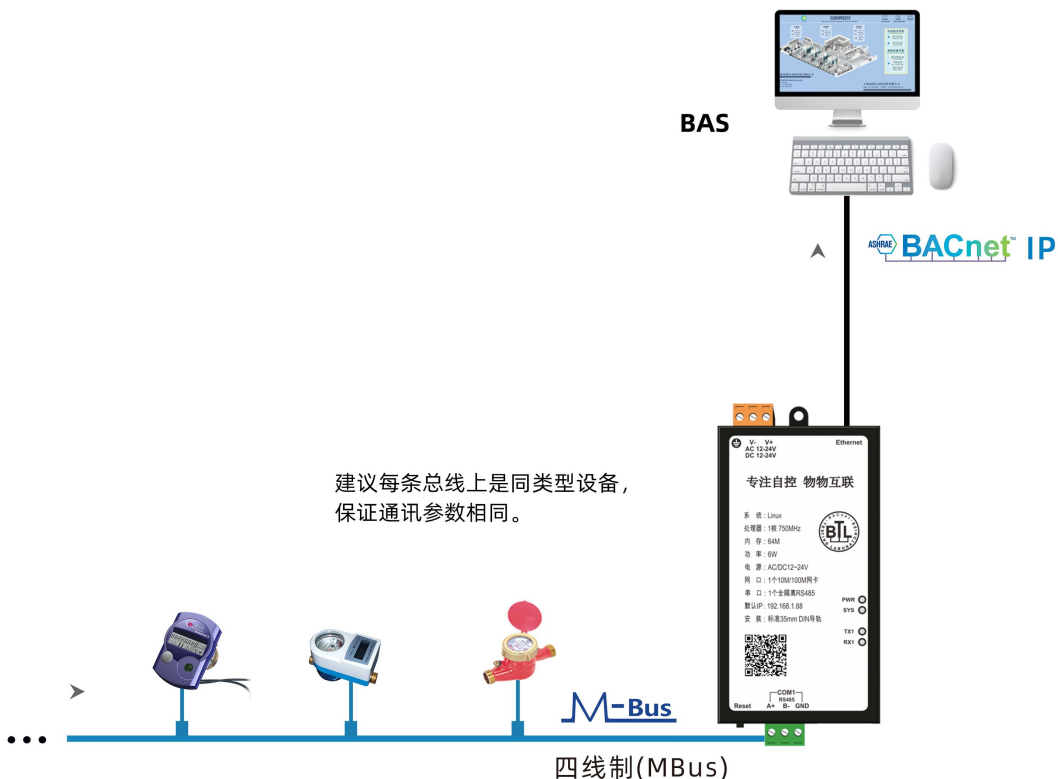 BAS
ASHRAE BACnet™ IP
V- V+
AC 12-24V
DC 12-24V
Ethernet
专注自控 物物互联
系 统：Linux
处理器：1核 750MHz
内 存：64M
功 率：6W
电 源：AC/DC12~24V
网 口：1个10M/100M网卡
串 口：1个全隔离RS485
默认IP：192.168.1.88
安 装：标准35mm DIN导轨
BTL
PWR
SYS
TX1
RX1
COM1
RS485
Reset A+ B- GND
建议每条总线上是同类型设备，
保证通讯参数相同。
M-Bus
四线制(MBus)